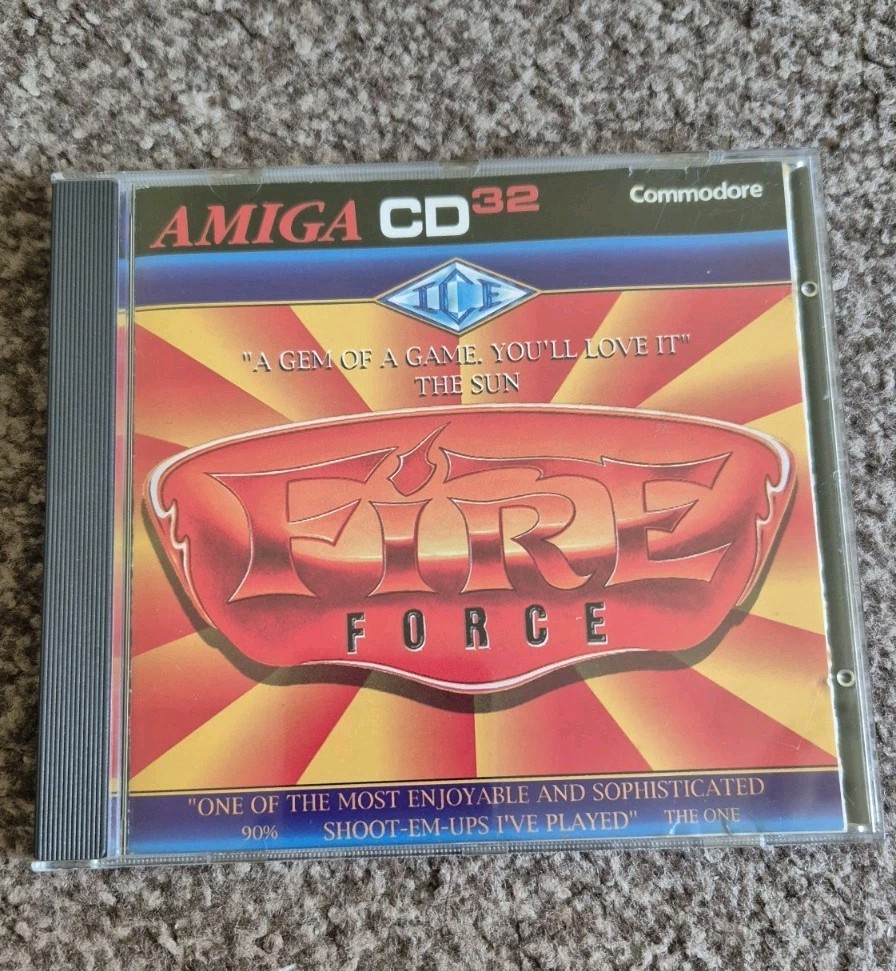 AMIGA CD32
Commodore
ICE
"A GEM OF A GAME. YOU'LL LOVE IT"
THE SUN
FIRE
FORCE
"ONE OF THE MOST ENJOYABLE AND SOPHISTICATED
90% SHOOT-EM-UPS I'VE PLAYED" THE ONE